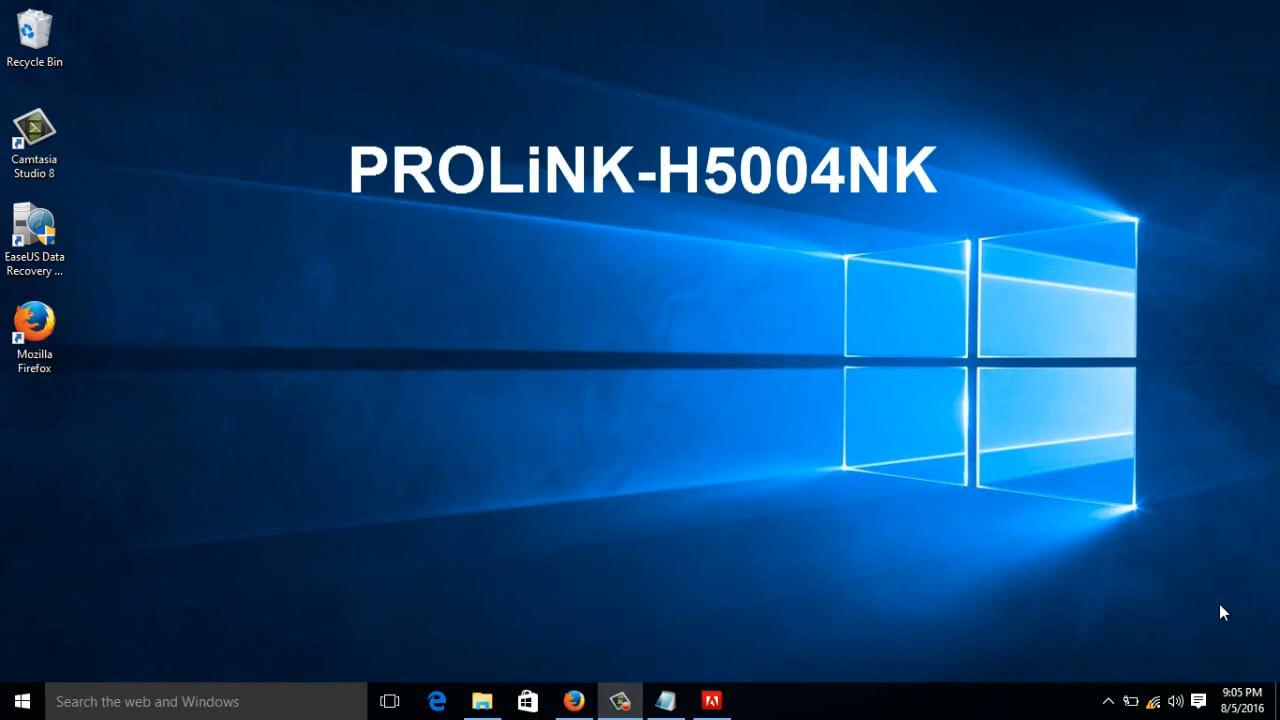 Recycle Bin
Camtasia
Studio 8
EaseUS Data
Recovery ...
Mozilla
Firefox
PROLiNK-H5004NK
Search the web and Windows
9:05 PM
8/5/2016